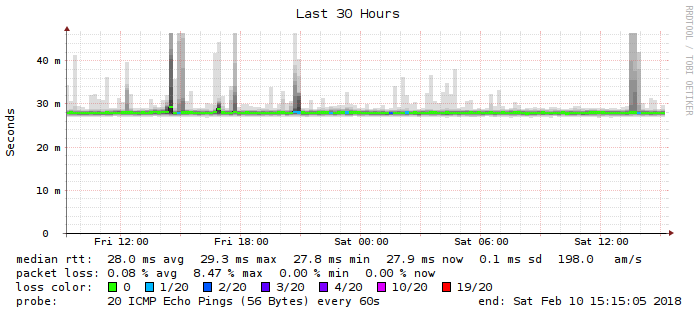 Last 30 Hours
RRDTOOL / TOBI OETIKER
Seconds
40 m
30 m
20 m
10 m
0
Fri 12:00 Fri 18:00 Sat 00:00 Sat 06:00 Sat 12:00
median rtt: 28.0 ms avg 29.3 ms max 27.8 ms min 27.9 ms now 0.1 ms sd 198.0 am/s
packet loss: 0.08 % avg 8.47 % max 0.00 % min 0.00 % now
loss color: 0 1/20 2/20 3/20 4/20 10/20 19/20
probe: 20 ICMP Echo Pings (56 Bytes) every 60s end: Sat Feb 10 15:15:05 2018